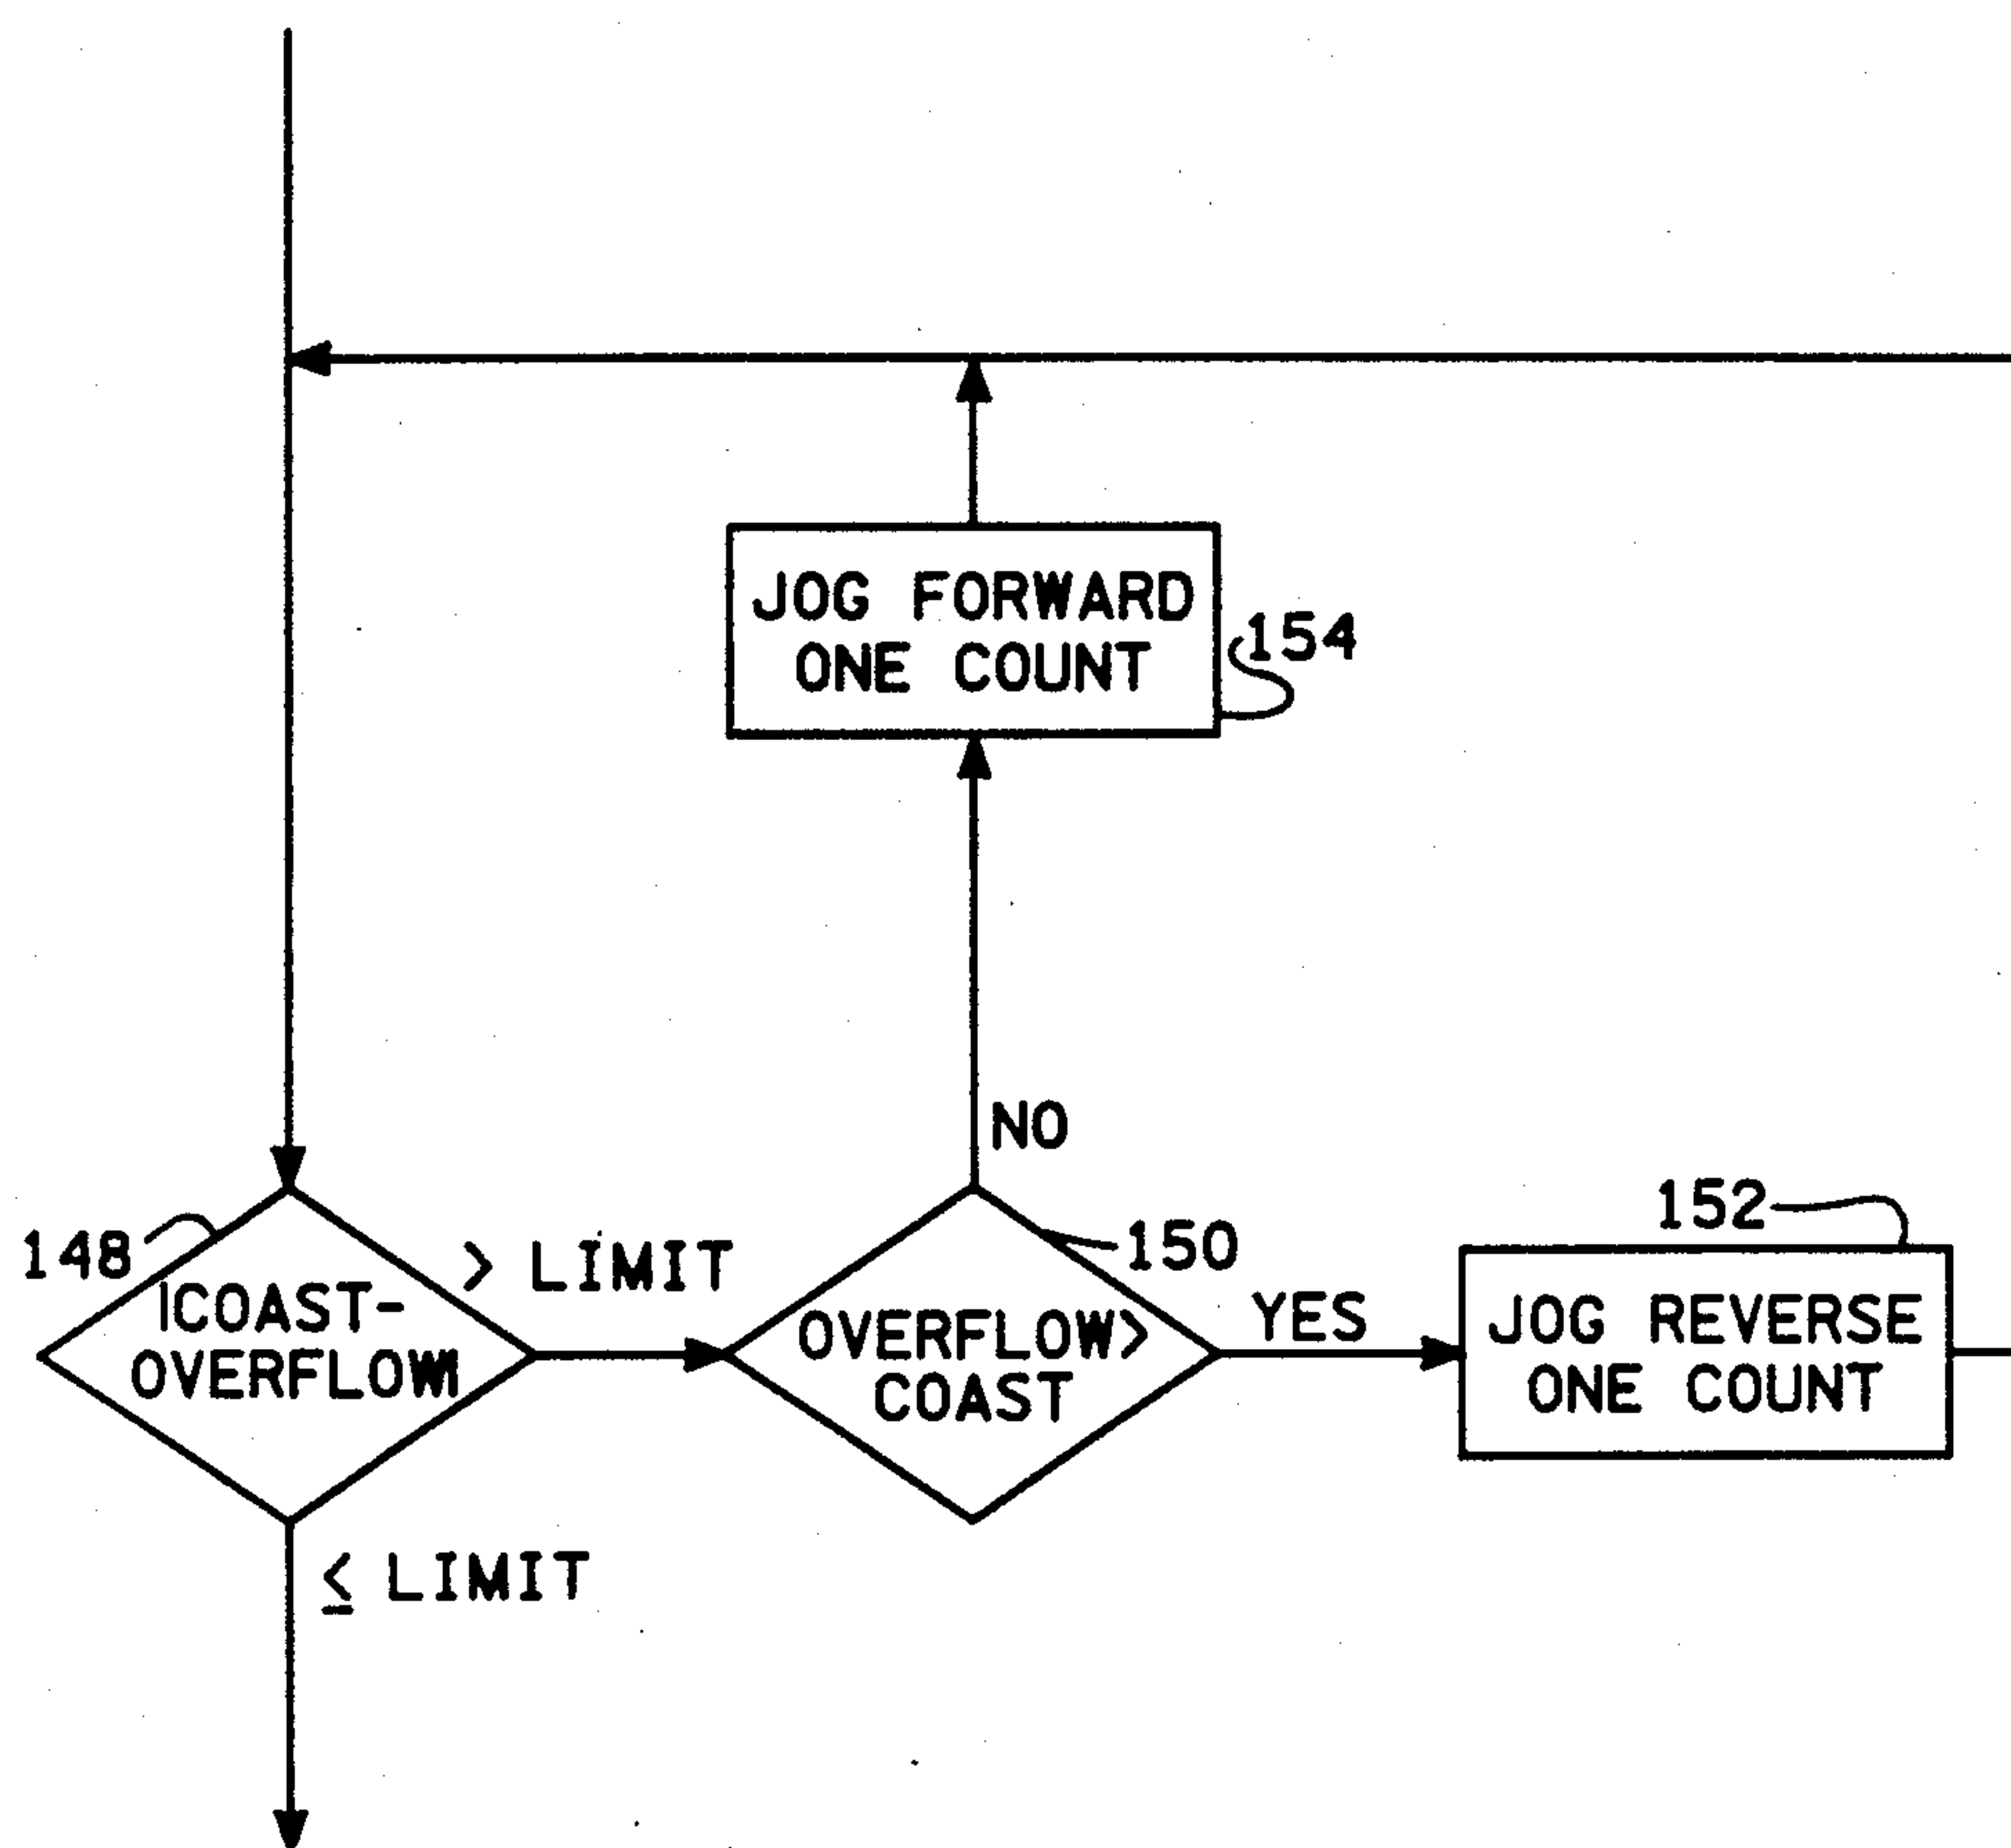 JOG FORWARD
ONE COUNT
154
NO
148
|COAST-
OVERFLOW|
> LIMIT
150
OVERFLOW>
COAST
YES
152
JOG REVERSE
ONE COUNT
≤ LIMIT